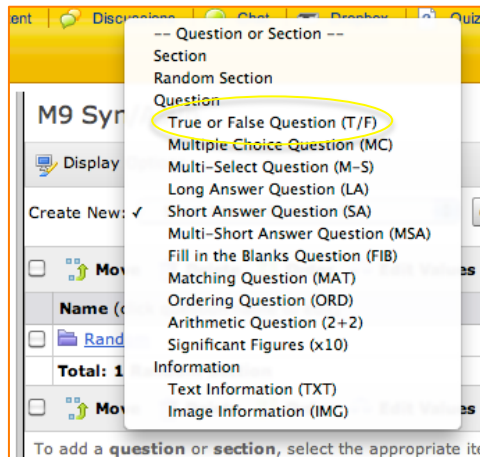 ent Discussions Chat Dropbox Quiz
-- Question or Section --
Section
Random Section
Question
M9 Syn
True or False Question (T/F)
Multiple Choice Question (MC)
Display
Multi-Select Question (M-S)
Long Answer Question (LA)
Create New: ✓ Short Answer Question (SA)
Multi-Short Answer Question (MSA)
Fill in the Blanks Question (FIB)
Move Edit Values
Matching Question (MAT)
Ordering Question (ORD)
Name (
Arithmetic Question (2+2)
Rand
Significant Figures (x10)
Total: 1
Information
Text Information (TXT)
Mov Edit Values
Image Information (IMG)
To add a question or section, select the appropriate ite